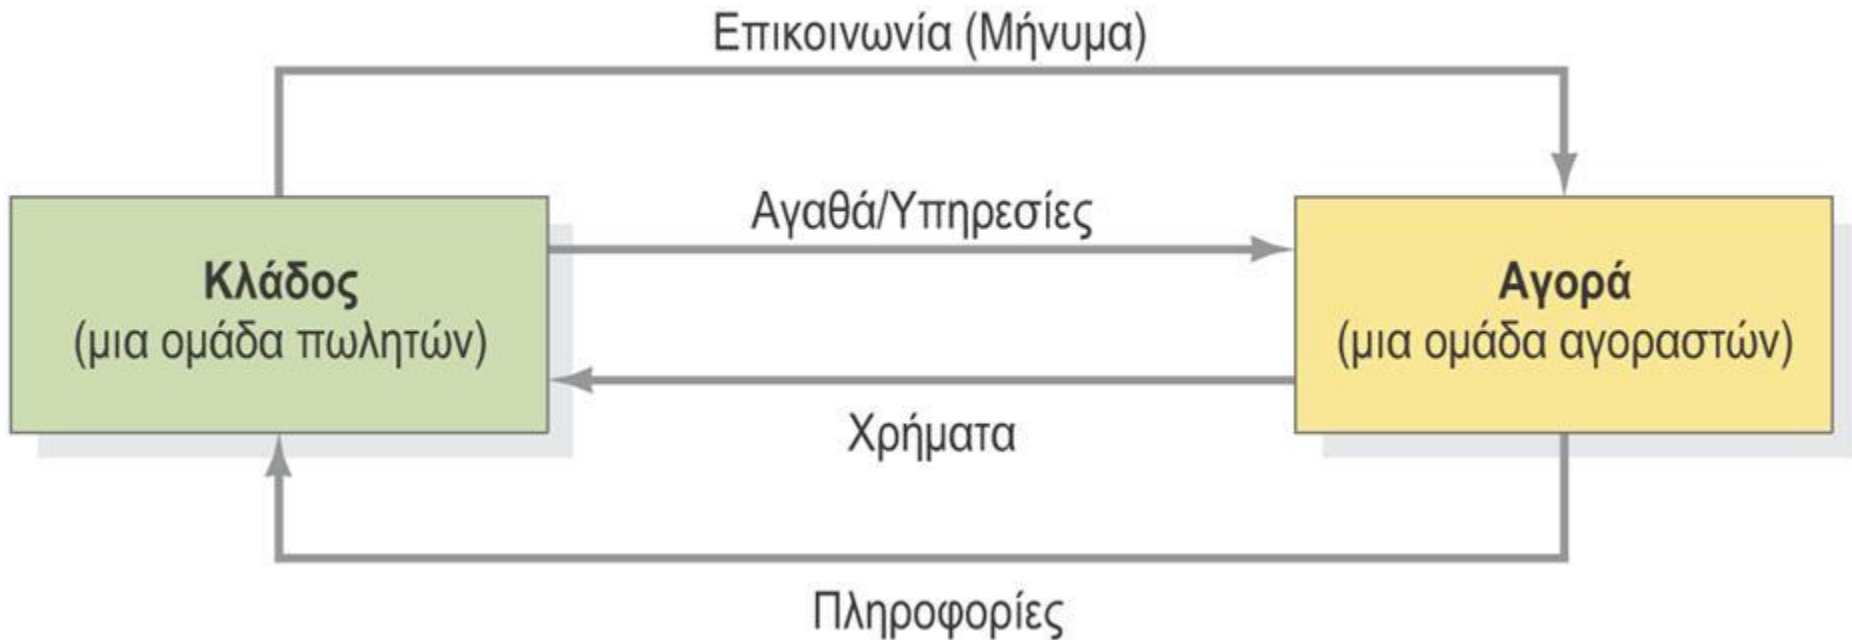 Επικοινωνία (Μήνυμα)
Αγαθά/Υπηρεσίες
Κλάδος
(μια ομάδα πωλητών)
Αγορά
(μια ομάδα αγοραστών)
Χρήματα
Πληροφορίες